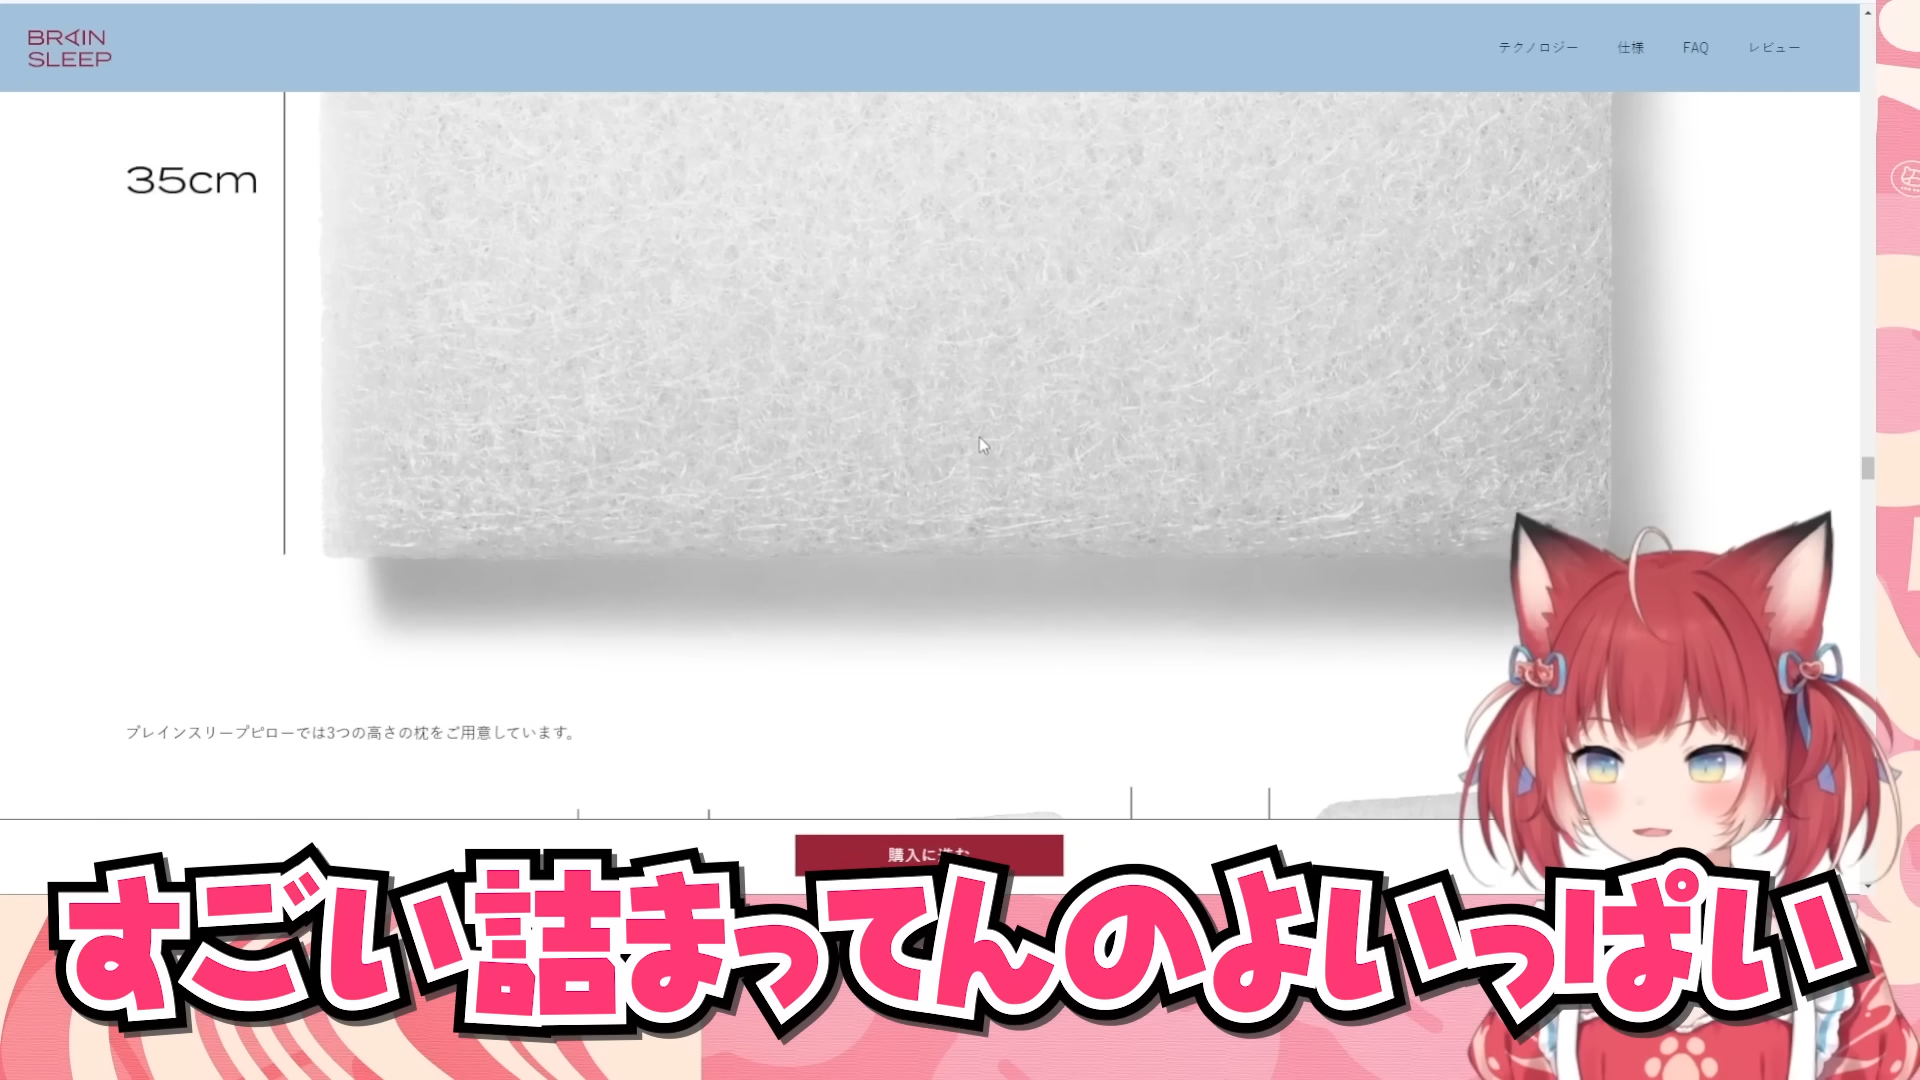 BRAIN
SLEEP
テクノロジー 仕様 FAQ レビュー
35cm
ブレインスリープピローでは3つの高さの枕をご用意しています。
購入に進む
すごい詰まってんのよいっぱい